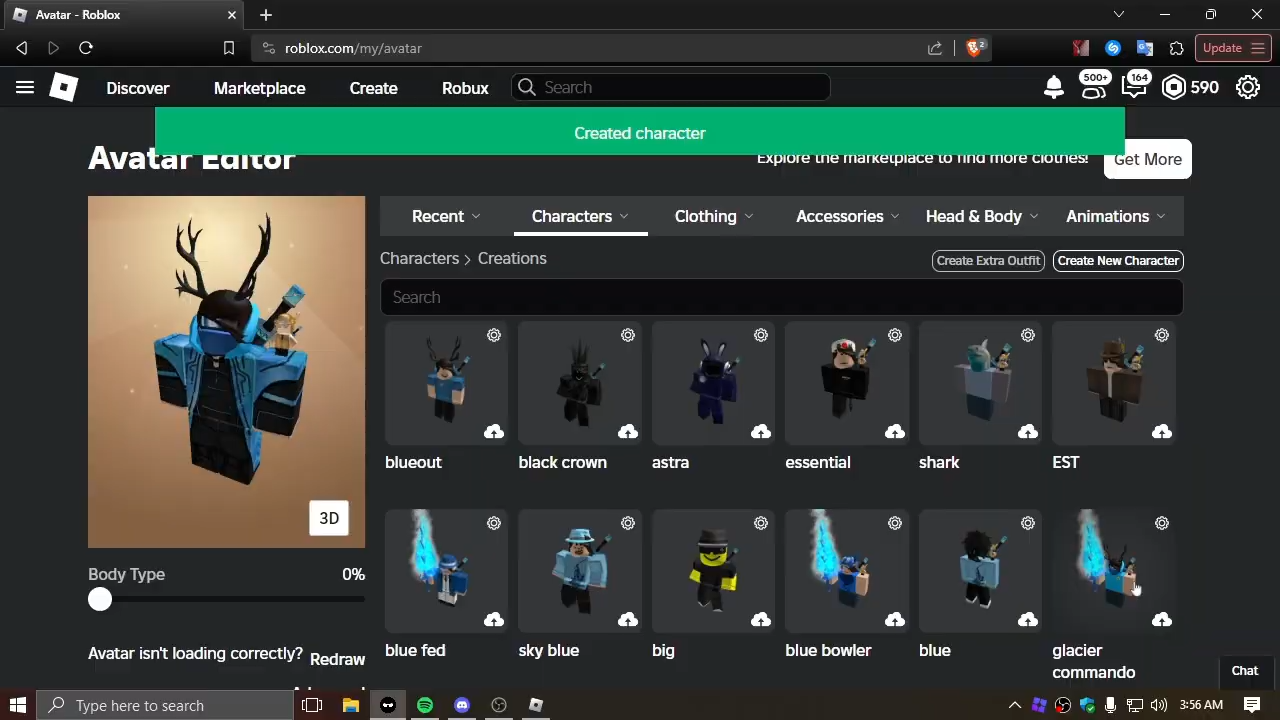 Avatar - Roblox
roblox.com/my/avatar
2
Update
Discover
Marketplace
Create
Robux
Search
500+
164
590
Created character
Avatar Editor
Explore the marketplace to find more clothes!
Get More
Recent
Characters
Clothing
Accessories
Head & Body
Animations
Characters > Creations
Create Extra Outfit
Create New Character
Search
3D
blueout
black crown
astra
essential
shark
EST
blue fed
sky blue
big
blue bowler
blue
glacier
commando
Body Type
0%
Avatar isn't loading correctly?
Redraw
Chat
Type here to search
3:56 AM